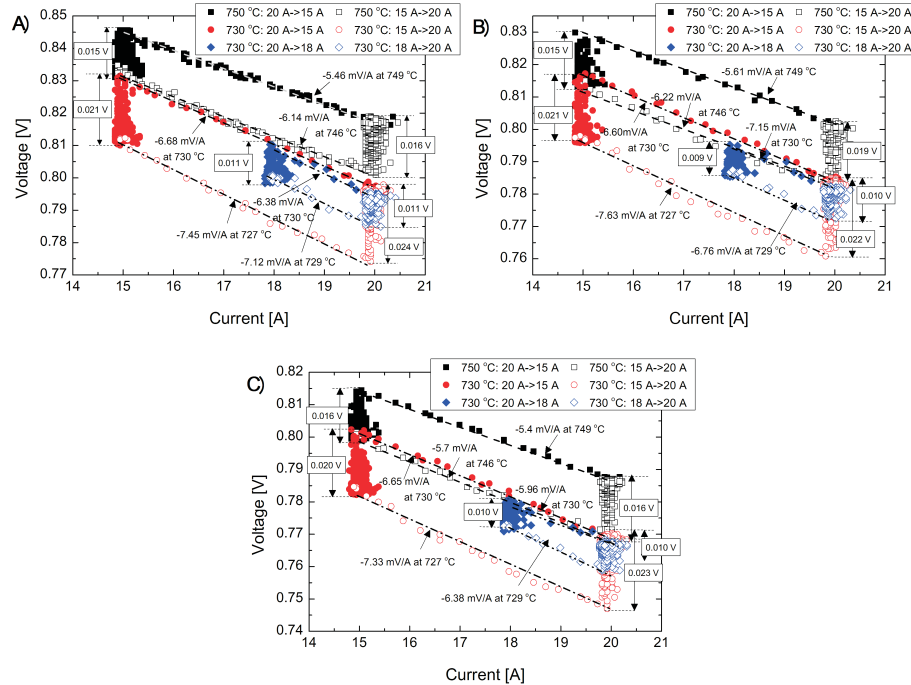 A)
750 °C: 20 A->15 A
750 °C: 15 A->20 A
730 °C: 20 A->15 A
730 °C: 15 A->20 A
730 °C: 20 A->18 A
730 °C: 18 A->20 A
0.85
0.84
0.83
0.82
0.81
0.80
0.79
0.78
0.77
Voltage [V]
0.015 V
0.021 V
-5.46 mV/A at 749 °C
-6.14 mV/A
at 746 °C
-6.68 mV/A
at 730 °C
0.011 V
0.016 V
-6.38 mV/A
at 730 °C
0.011 V
0.024 V
-7.45 mV/A at 727 °C
-7.12 mV/A at 729 °C
14 15 16 17 18 19 20 21
Current [A]
B)
750 °C: 20 A->15 A
750 °C: 15 A->20 A
730 °C: 20 A->15 A
730 °C: 15 A->20 A
730 °C: 20 A->18 A
730 °C: 18 A->20 A
0.83
0.82
0.81
0.80
0.79
0.78
0.77
0.76
Voltage [V]
0.015 V
0.021 V
-5.61 mV/A at 749 °C
-6.22 mV/A
at 746 °C
-6.60mV/A
at 730 °C
-7.15 mV/A
at 730 °C
0.009 V
0.019 V
0.010 V
0.022 V
-7.63 mV/A at 727 °C
-6.76 mV/A
at 729 °C
14 15 16 17 18 19 20 21
Current [A]
C)
750 °C: 20 A->15 A
750 °C: 15 A->20 A
730 °C: 20 A->15 A
730 °C: 15 A->20 A
730 °C: 20 A->18 A
730 °C: 18 A->20 A
0.82
0.81
0.80
0.79
0.78
0.77
0.76
0.75
0.74
Voltage [V]
0.016 V
0.020 V
-5.4 mV/A at 749 °C
-5.7 mV/A
at 746 °C
-6.65 mV/A
at 730 °C
-5.96 mV/A
at 730 °C
0.010 V
0.016 V
0.010 V
0.023 V
-7.33 mV/A at 727 °C
-6.38 mV/A at 729 °C
14 15 16 17 18 19 20 21
Current [A]